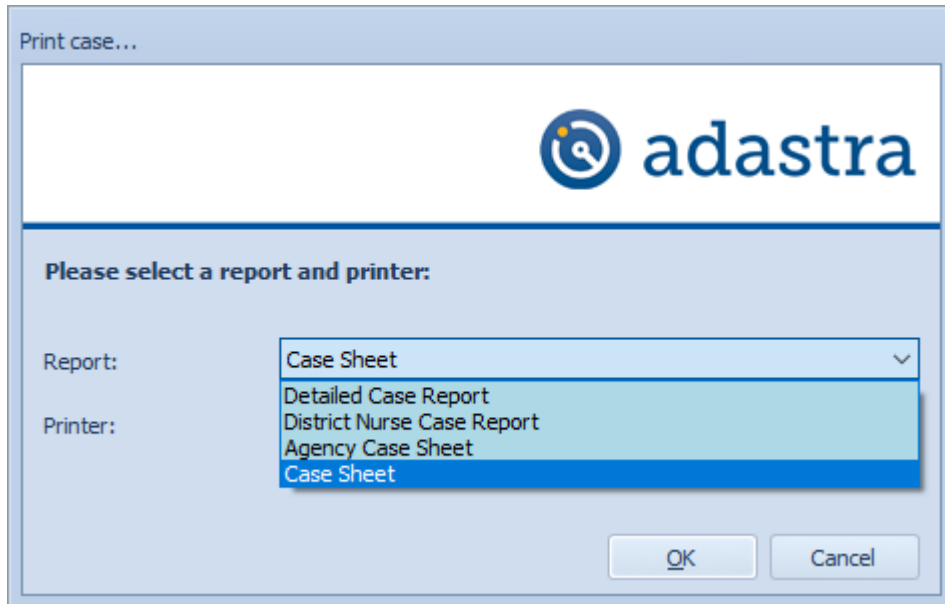 Print case...
adastra
Please select a report and printer:
Report: Case Sheet
Detailed Case Report
District Nurse Case Report
Printer:
Agency Case Sheet
Case Sheet
OK Cancel